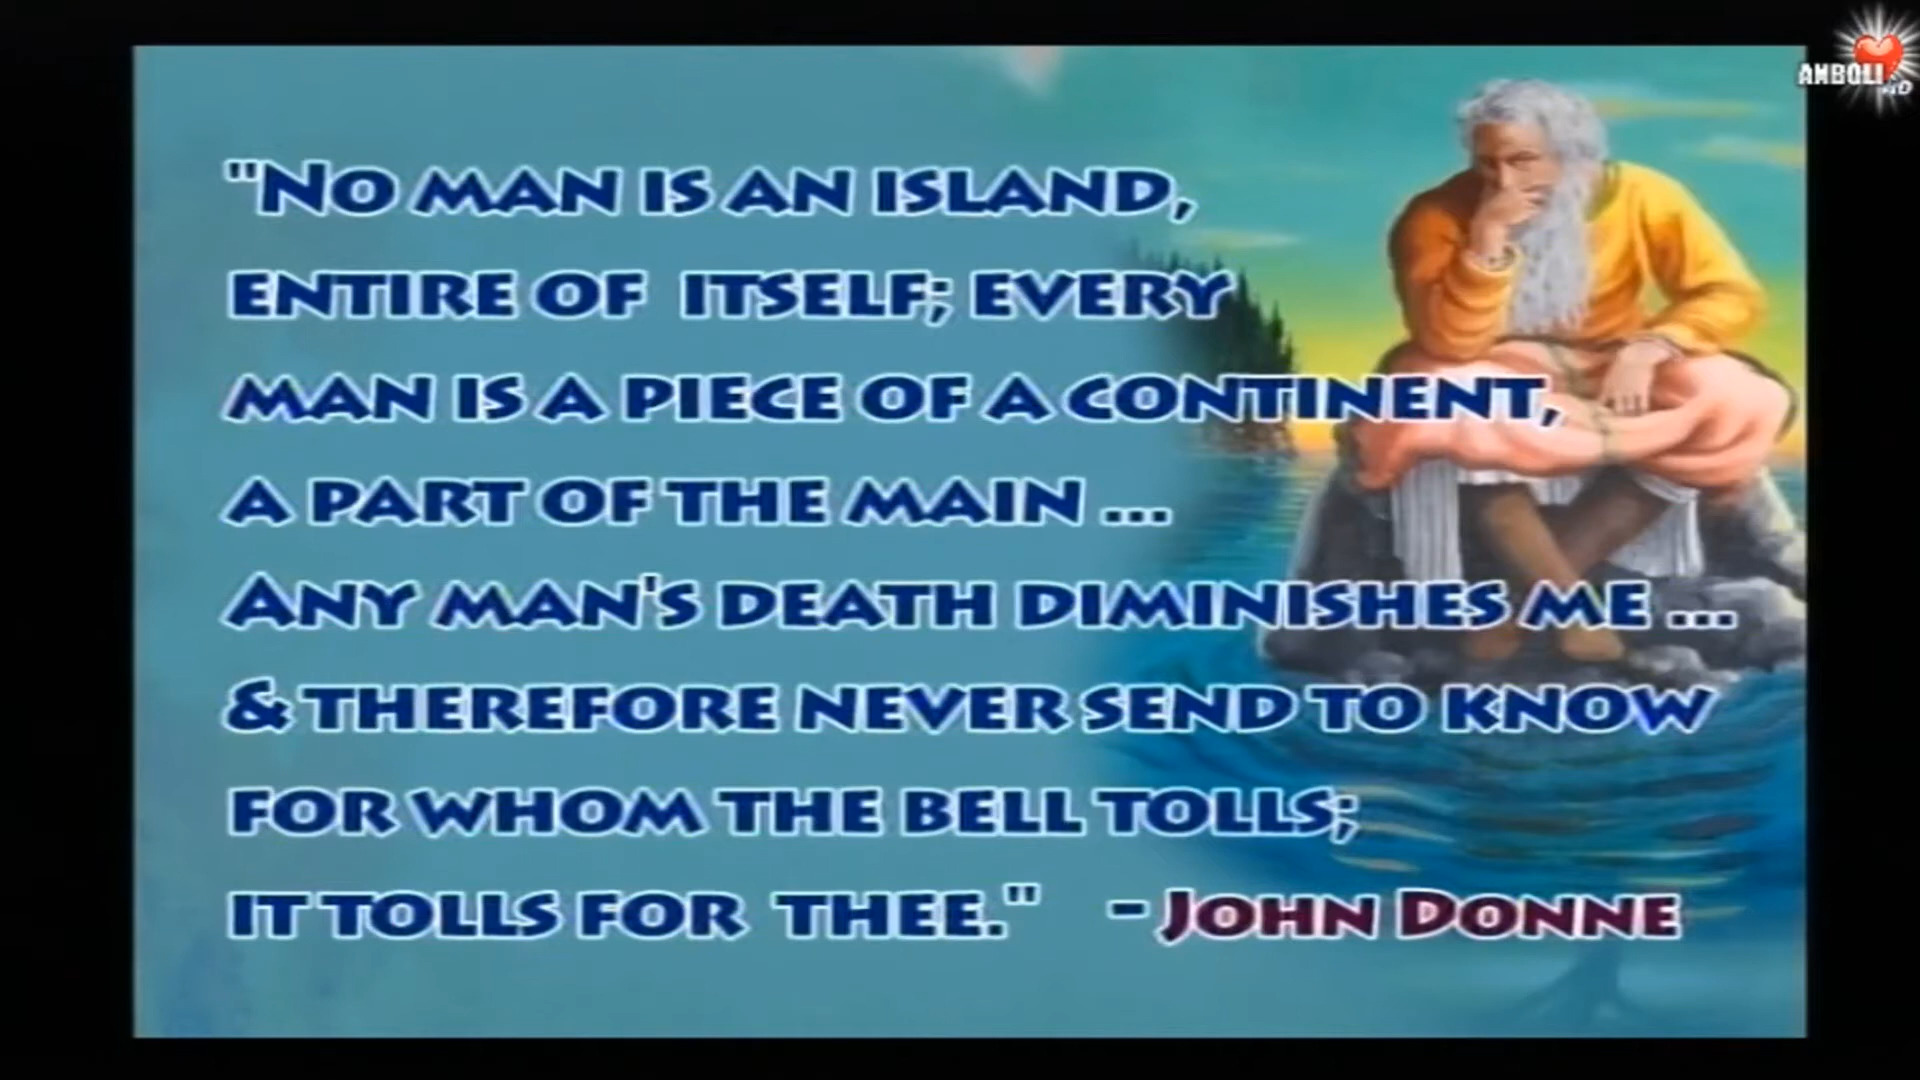 "No man is an island,
entire of itself; every
man is a piece of a continent,
a part of the main ...
Any man's death diminishes me ...
& therefore never send to know
for whom the bell tolls;
it tolls for thee." - John Donne
ANBOLI
HD